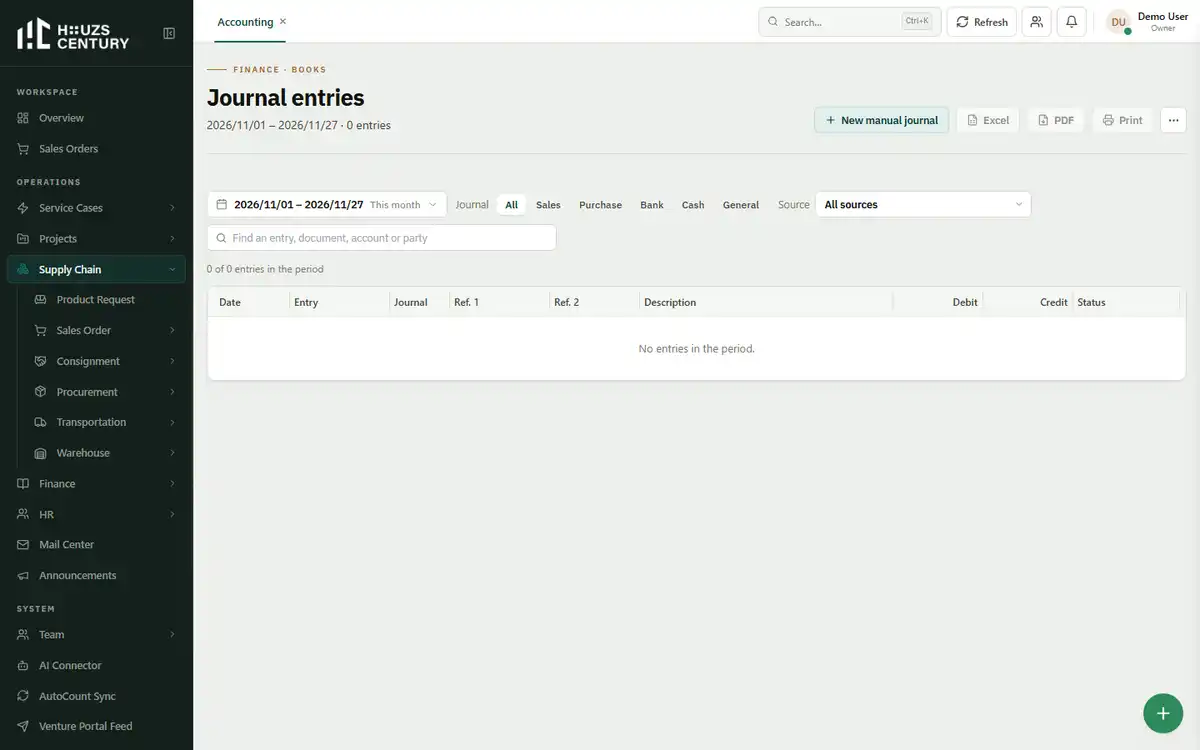 HOUZS
CENTURY
Accounting ×
Search... Ctrl+K
Refresh
DU
Demo User
Owner
WORKSPACE
Overview
Sales Orders
OPERATIONS
Service Cases
Projects
Supply Chain
Product Request
Sales Order
Consignment
Procurement
Transportation
Warehouse
Finance
HR
Mail Center
Announcements
SYSTEM
Team
AI Connector
AutoCount Sync
Venture Portal Feed
FINANCE · BOOKS
Journal entries
2026/11/01 – 2026/11/27 · 0 entries
+ New manual journal
Excel
PDF
Print
...
2026/11/01 – 2026/11/27 This month
Journal All Sales Purchase Bank Cash General
Source All sources
Find an entry, document, account or party
0 of 0 entries in the period
Date Entry Journal Ref. 1 Ref. 2 Description Debit Credit Status
No entries in the period.
+